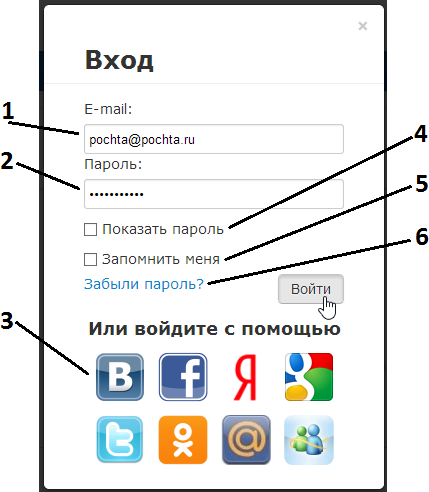 ×
Вход
1
E-mail:
pochta@pochta.ru
4
2
Пароль:
•••••••••••
5
Показать пароль
6
Запомнить меня
Забыли пароль?
Войти
3
Или войдите с помощью
В f Я g
t @